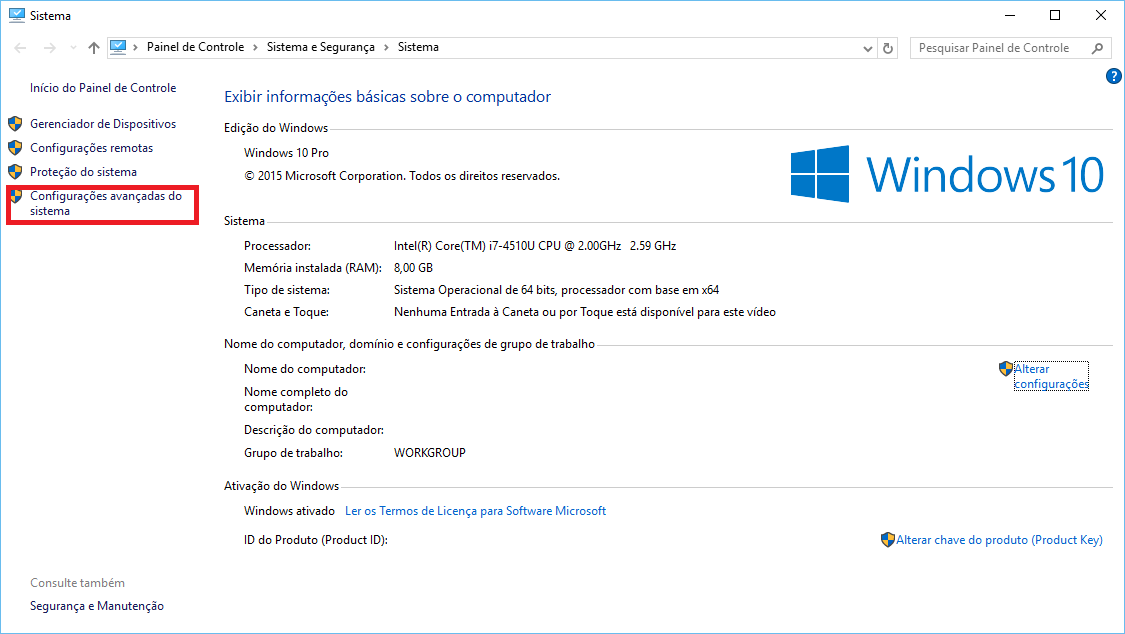 Sistema
Painel de Controle > Sistema e Segurança > Sistema
Pesquisar Painel de Controle
?
Início do Painel de Controle
Gerenciador de Dispositivos
Configurações remotas
Proteção do sistema
Configurações avançadas do
sistema
Exibir informações básicas sobre o computador
Edição do Windows
Windows 10 Pro
© 2015 Microsoft Corporation. Todos os direitos reservados.
Windows 10
Sistema
Processador: Intel(R) Core(TM) i7-4510U CPU @ 2.00GHz 2.59 GHz
Memória instalada (RAM): 8,00 GB
Tipo de sistema: Sistema Operacional de 64 bits, processador com base em x64
Caneta e Toque: Nenhuma Entrada à Caneta ou por Toque está disponível para este vídeo
Nome do computador, domínio e configurações de grupo de trabalho
Nome do computador:
Nome completo do
computador:
Descrição do computador:
Grupo de trabalho: WORKGROUP
Alterar
configurações
Ativação do Windows
Windows ativado Ler os Termos de Licença para Software Microsoft
ID do Produto (Product ID):
Alterar chave do produto (Product Key)
Consulte também
Segurança e Manutenção